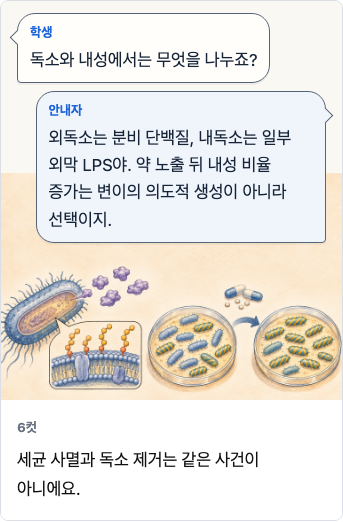 학생
독소와 내성에서는 무엇을 나누죠?
안내자
외독소는 분비 단백질, 내독소는 일부
외막 LPS야. 약 노출 뒤 내성 비율
증가는 변이의 의도적 생성이 아니라
선택이지.
6컷
세균 사멸과 독소 제거는 같은 사건이
아니에요.